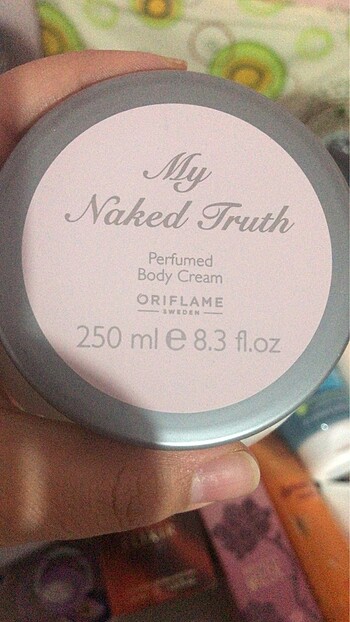 My
Naked Truth
Perfumed
Body Cream
ORIFLAME
SWEDEN
250 ml e 8.3 fl.oz